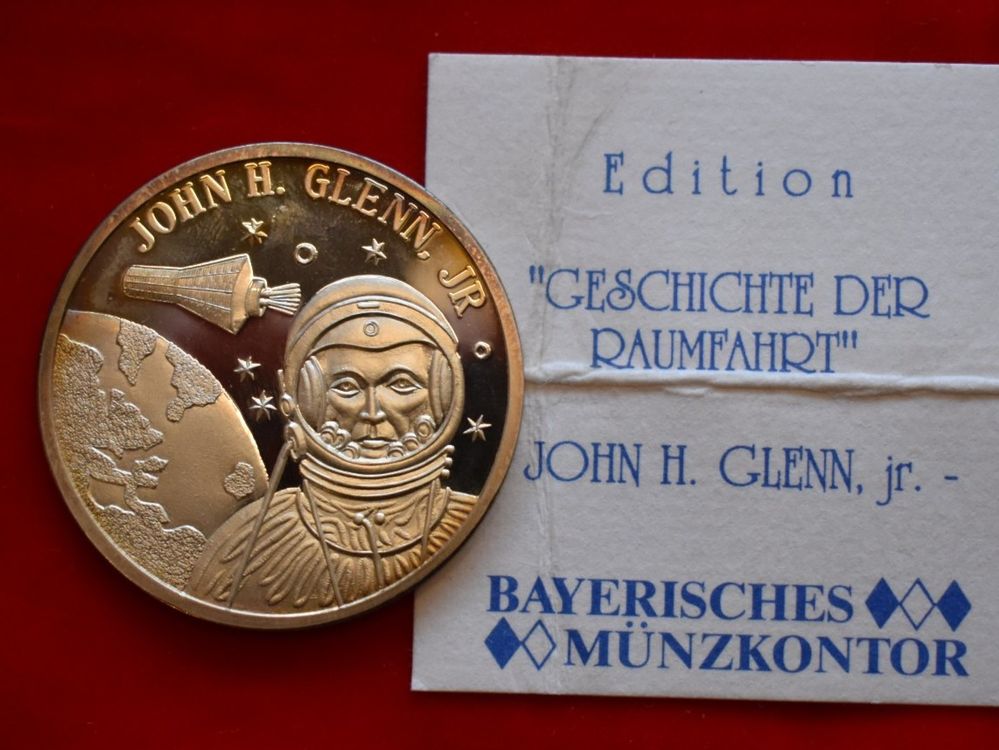 JOHN H. GLENN, JR
Edition
"GESCHICHTE DER
RAUMFAHRT"
JOHN H. GLENN, jr. -
BAYERISCHES
MÜNZKONTOR